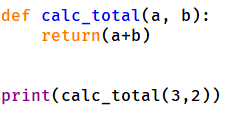 def calc_total(a, b):
    return(a+b)
print(calc_total(3,2))